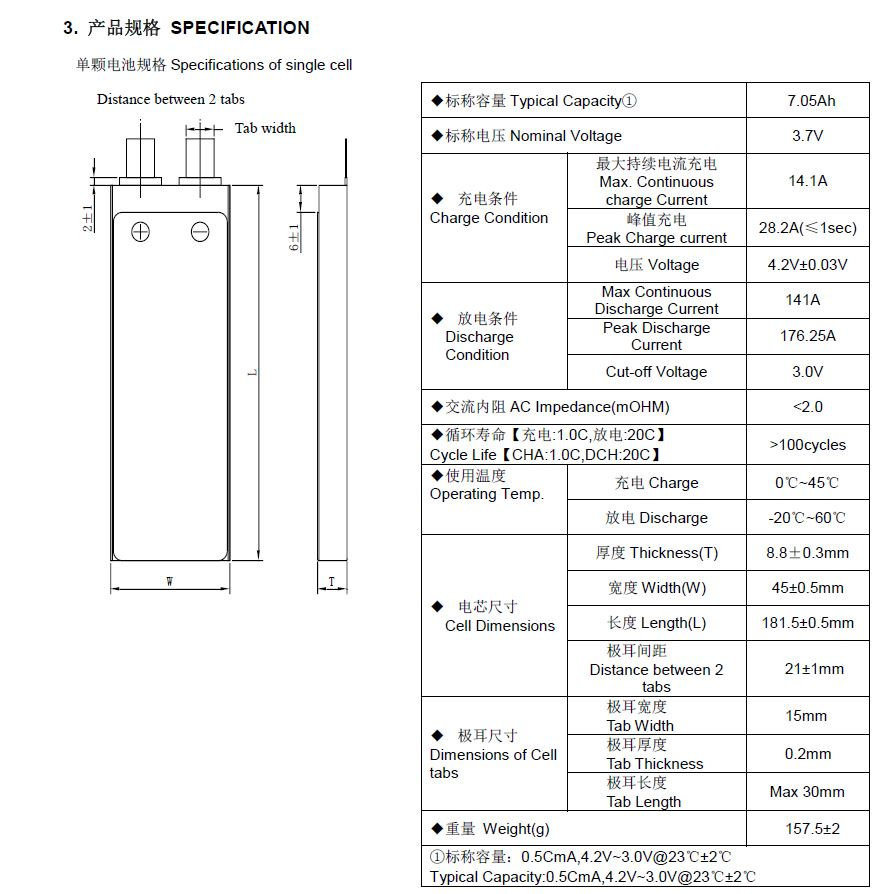 3. 产品规格 SPECIFICATION
单颗电池规格 Specifications of single cell
Distance between 2 tabs
Tab width
2±1
6±1
L
W
T
◆标称容量 Typical Capacity① 7.05Ah
◆标称电压 Nominal Voltage 3.7V
◆ 充电条件
Charge Condition
最大持续电流充电
Max. Continuous
charge Current
14.1A
峰值充电
Peak Charge current
28.2A(≤1sec)
电压 Voltage 4.2V±0.03V
◆ 放电条件
Discharge
Condition
Max Continuous
Discharge Current
141A
Peak Discharge
Current
176.25A
Cut-off Voltage 3.0V
◆交流内阻 AC Impedance(mOHM) <2.0
◆循环寿命【充电:1.0C,放电:20C】
Cycle Life【CHA:1.0C,DCH:20C】
>100cycles
◆使用温度
Operating Temp.
充电 Charge 0℃~45℃
放电 Discharge -20℃~60℃
◆ 电芯尺寸
Cell Dimensions
厚度 Thickness(T) 8.8±0.3mm
宽度 Width(W) 45±0.5mm
长度 Length(L) 181.5±0.5mm
极耳间距
Distance between 2
tabs
21±1mm
◆ 极耳尺寸
Dimensions of Cell
tabs
极耳宽度
Tab Width
15mm
极耳厚度
Tab Thickness
0.2mm
极耳长度
Tab Length
Max 30mm
◆重量 Weight(g) 157.5±2
①标称容量：0.5CmA,4.2V~3.0V@23℃±2℃
Typical Capacity:0.5CmA,4.2V~3.0V@23℃±2℃